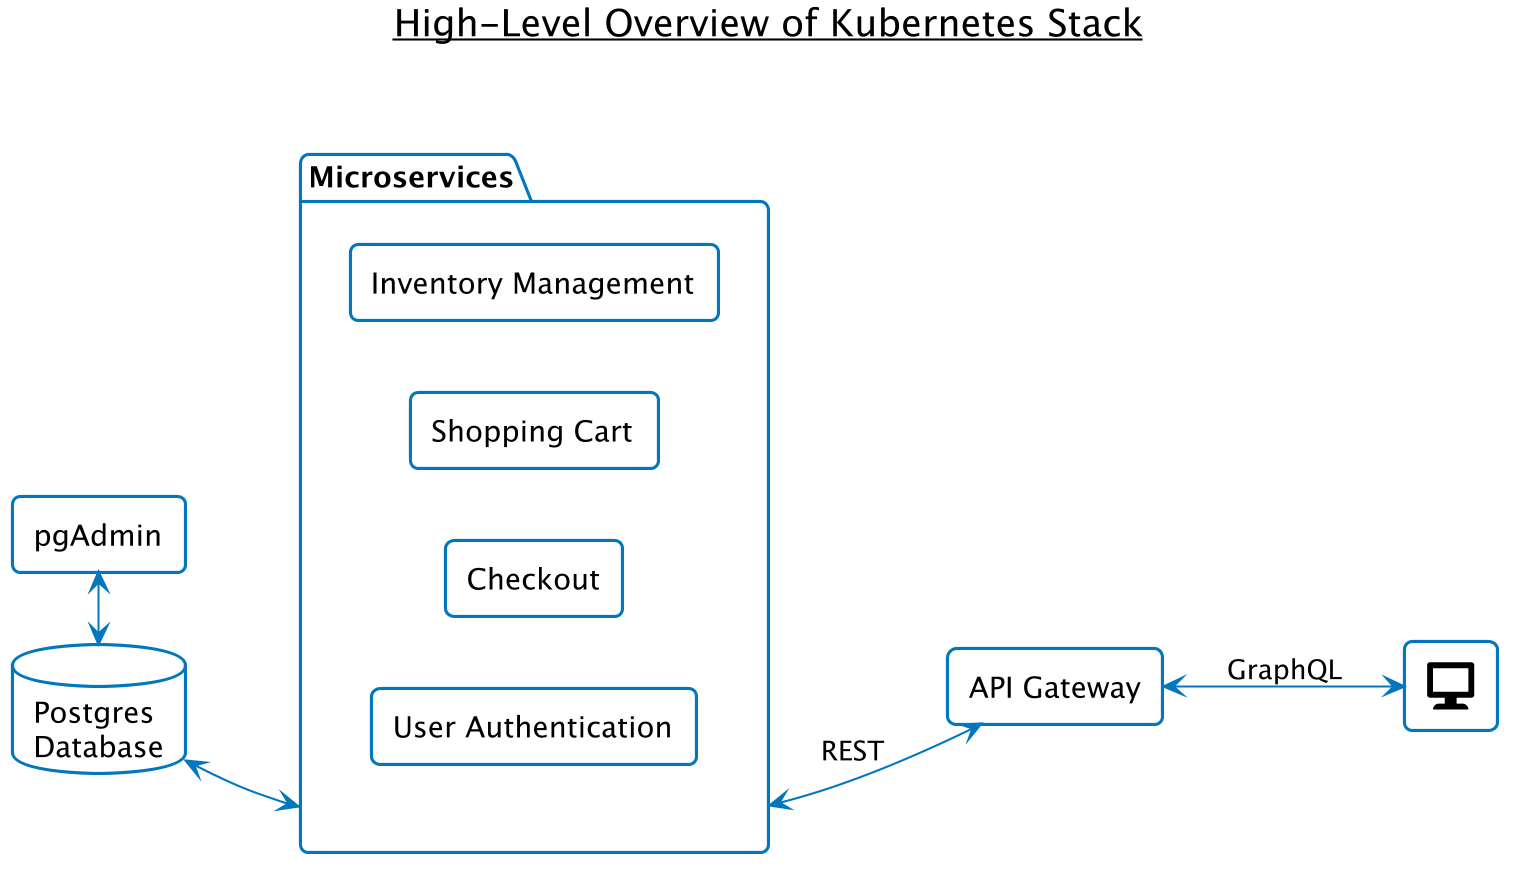 High-Level Overview of Kubernetes Stack
Microservices
Inventory Management
Shopping Cart
Checkout
User Authentication
pgAdmin
Postgres
Database
REST
API Gateway
GraphQL